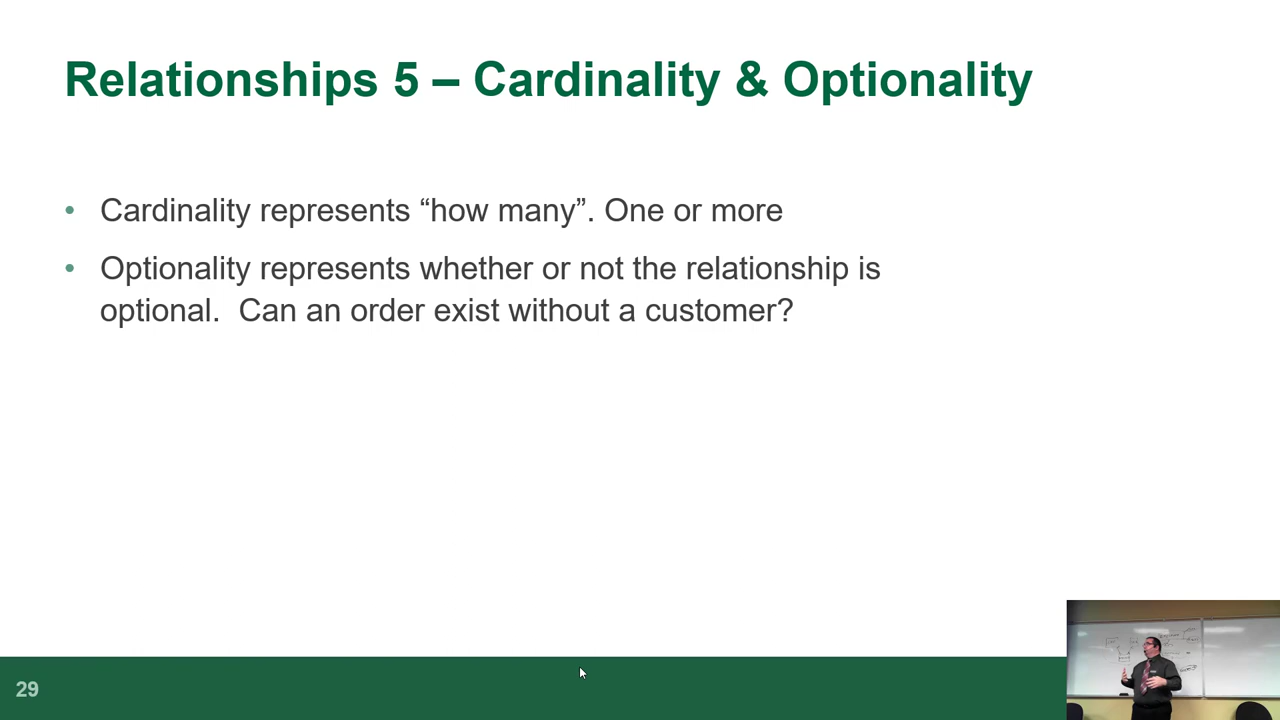 Relationships 5 – Cardinality & Optionality
• Cardinality represents “how many”. One or more
• Optionality represents whether or not the relationship is
optional.  Can an order exist without a customer?
29